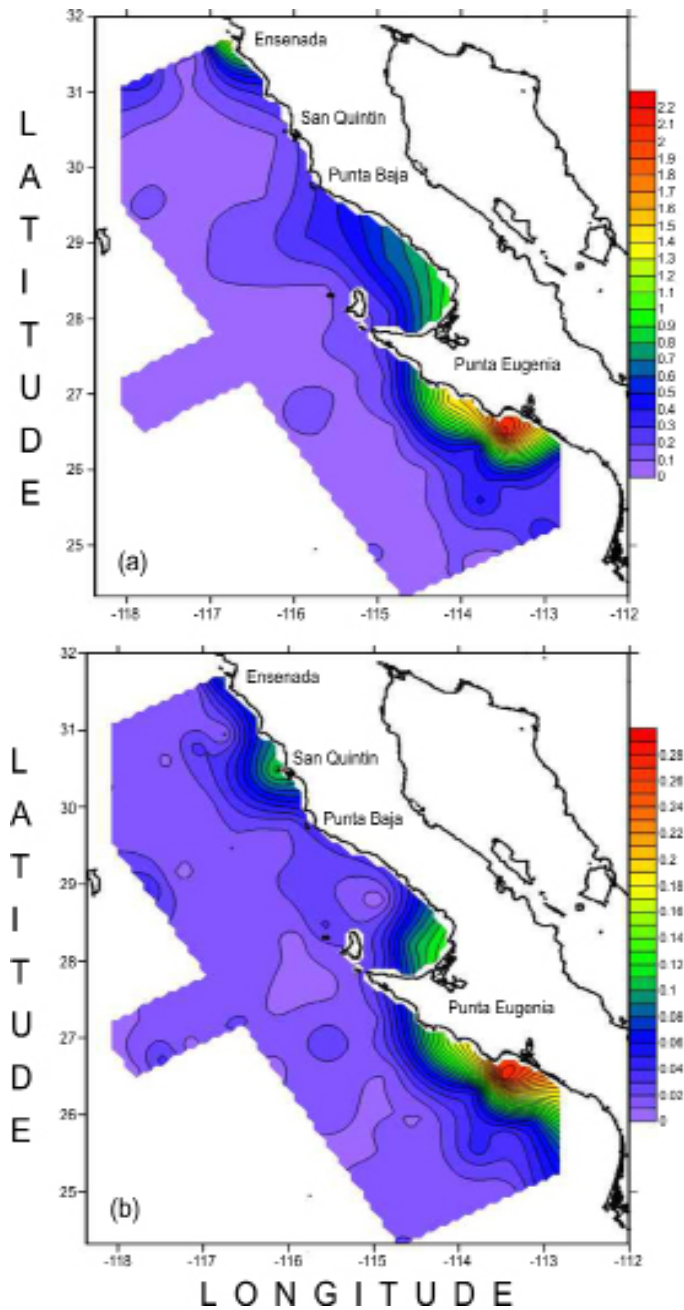 32
31
30
29
28
27
26
25
L
A
T
I
T
U
D
E
Ensenada
San Quintin
Punta Baja
Punta Eugenia
(a)
2.2
2.1
2
1.9
1.8
1.7
1.6
1.5
1.4
1.3
1.2
1.1
1
0.9
0.8
0.7
0.6
0.5
0.4
0.3
0.2
0.1
0
-118 -117 -116 -115 -114 -113 -112
32
31
30
29
28
27
26
25
L
A
T
I
T
U
D
E
Ensenada
San Quintin
Punta Baja
Punta Eugenia
(b)
0.28
0.26
0.24
0.22
0.2
0.18
0.16
0.14
0.12
0.1
0.08
0.06
0.04
0.02
0
-118 -117 -116 -115 -114 -113 -112
L O N G I T U D E